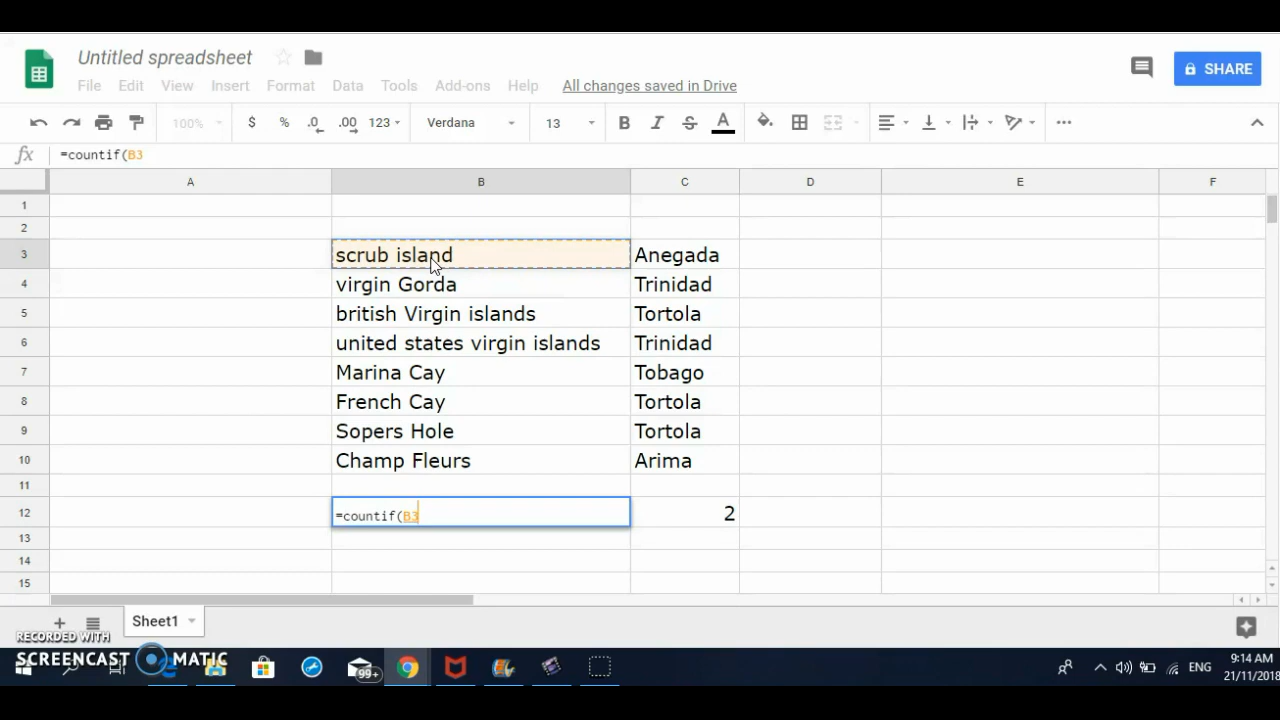 Untitled spreadsheet
File Edit View Insert Format Data Tools Add-ons Help All changes saved in Drive
SHARE
100% $ % .0 .00 123 Verdana 13 B I S A
fx =countif(B3
A B C D E F
1
2
3 scrub island Anegada
4 virgin Gorda Trinidad
5 british Virgin islands Tortola
6 united states virgin islands Trinidad
7 Marina Cay Tobago
8 French Cay Tortola
9 Sopers Hole Tortola
10 Champ Fleurs Arima
11
12 =countif(B3 2
13
14
15
Sheet1
RECORDED WITH
SCREENCAST MATIC
99+
ENG
9:14 AM
21/11/2018